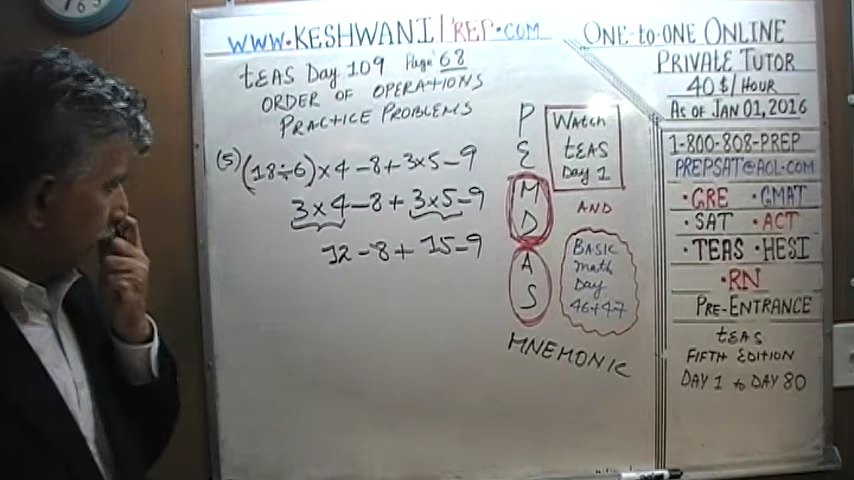 WWW.KESHWANIPREP.COM
TEAS Day 109 Page 68
ORDER OF OPERATIONS
PRACTICE PROBLEMS
(5) (18÷6)×4-8+3×5-9
3×4-8+3×5-9
12-8+15-9
P
E
M
D
A
S
MNEMONIC
Watch
TEAS
Day 1
AND
BASIC
Math
Day
46+47
ONE-TO-ONE ONLINE
PRIVATE TUTOR
40$/HOUR
AS OF JAN 01,2016
1-800-808-PREP
PREPSAT@AOL.COM
•GRE •GMAT
•SAT •ACT
•TEAS •HESI
•RN
PRE-ENTRANCE
TEAS
FIFTH EDITION
DAY 1 to DAY 80